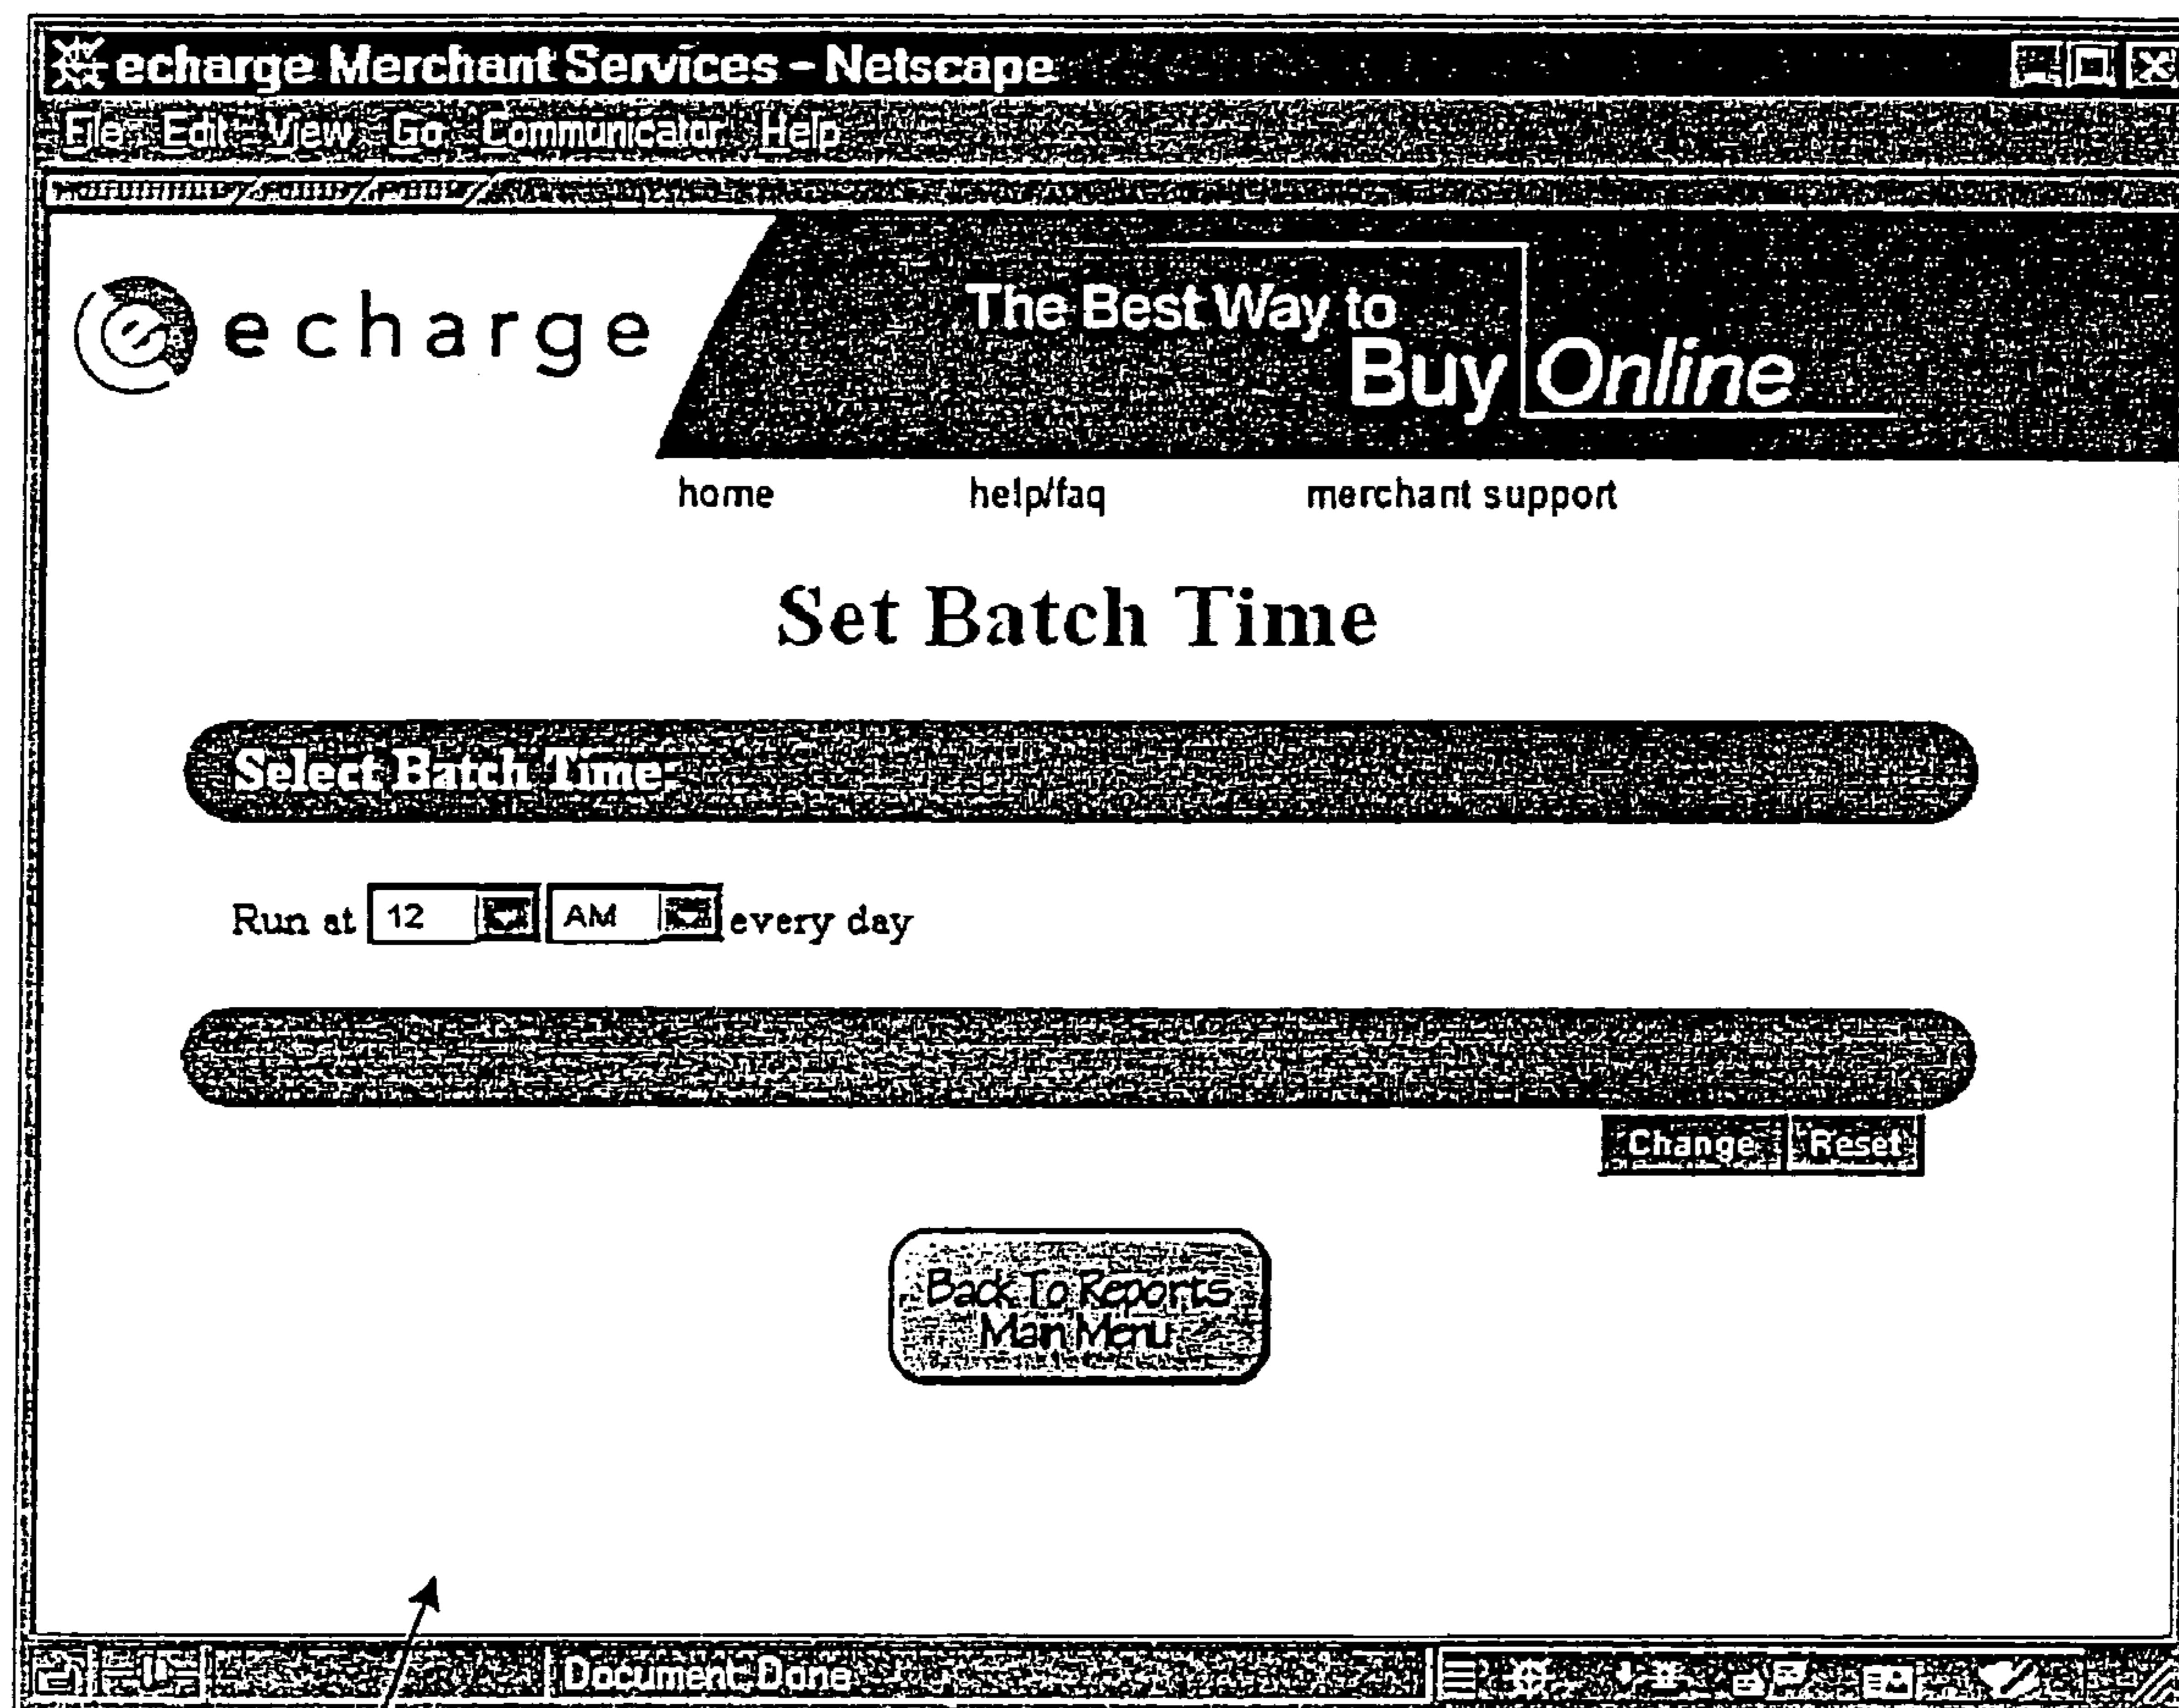 echarge Merchant Services - Netscape
File Edit View Go Communicator Help
echarge
The Best Way to
Buy Online
home help/faq merchant support
Set Batch Time
Select Batch Time:
Run at 12 AM every day
Change Reset
Back To Reports
Main Menu
Document: Done